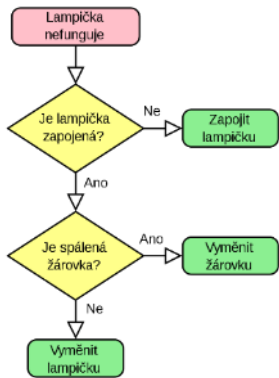 Lampička
nefunguje
Je lampička
zapojená?
Ne
Zapojit
lampičku
Ano
Je spálená
žárovka?
Ano
Vyměnit
žárovku
Ne
Vyměnit
lampičku